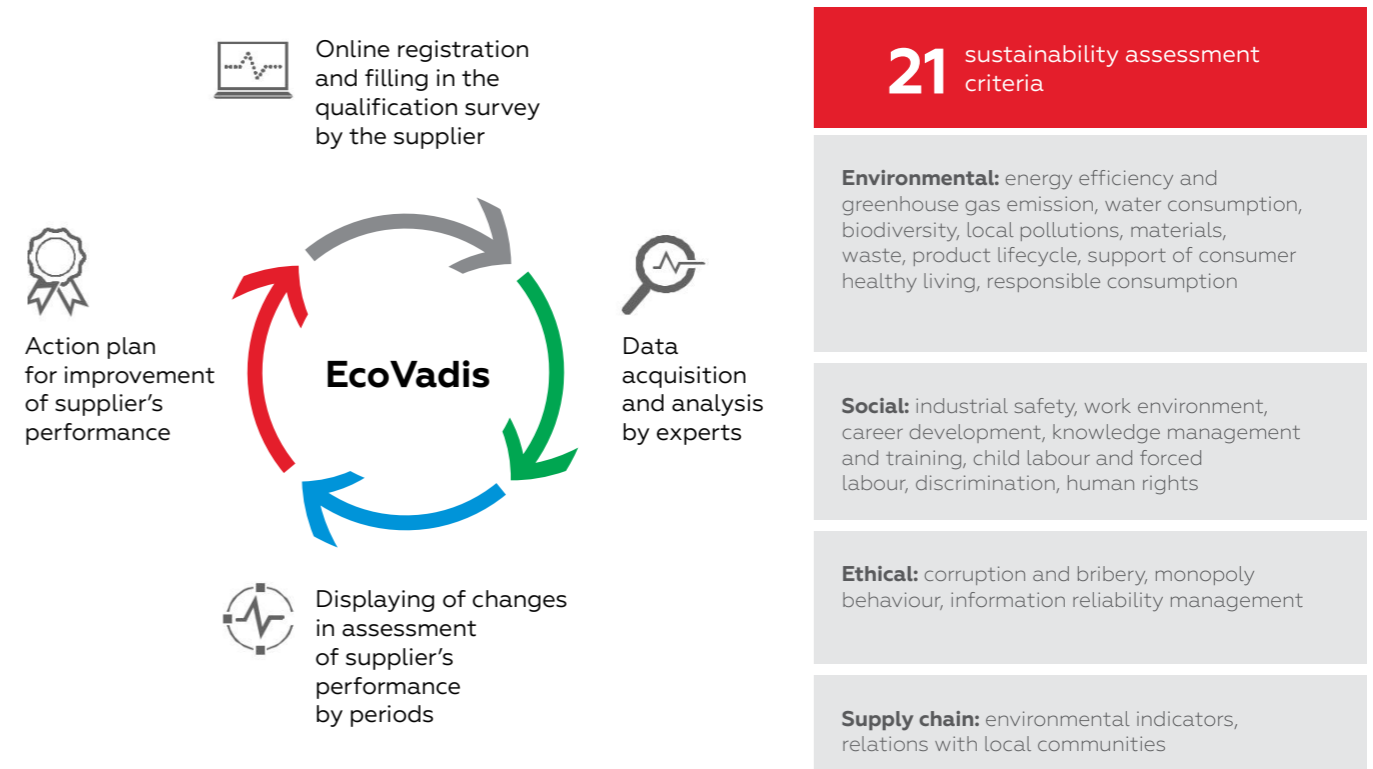 Online registration
and filling in the
qualification survey
by the supplier
Action plan
for improvement
of supplier's
performance
EcoVadis
Data
acquisition
and analysis
by experts
Displaying of changes
in assessment
of supplier's
performance
by periods
21 sustainability assessment
criteria
Environmental: energy efficiency and
greenhouse gas emission, water consumption,
biodiversity, local pollutions, materials,
waste, product lifecycle, support of consumer
healthy living, responsible consumption
Social: industrial safety, work environment,
career development, knowledge management
and training, child labour and forced
labour, discrimination, human rights
Ethical: corruption and bribery, monopoly
behaviour, information reliability management
Supply chain: environmental indicators,
relations with local communities